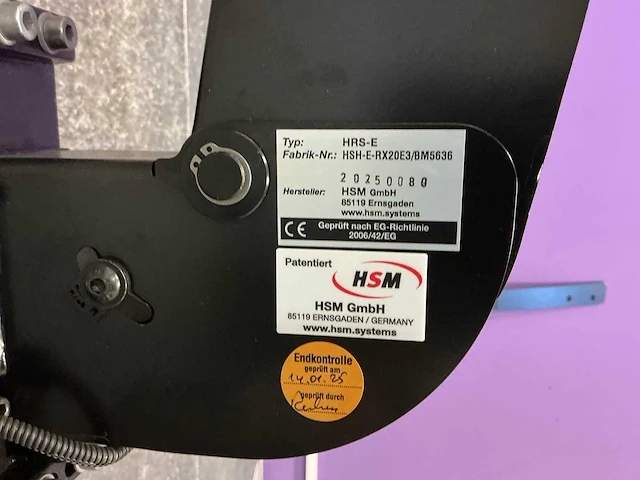 Typ: HRS-E
Fabrik-Nr.: HSH-E-RX20E3/BM5636
20250080
Hersteller: HSM GmbH
85119 Ernsgaden
www.hsm.systems
CE Geprüft nach EG-Richtlinie
2006/42/EG
Patentiert
HSM
HSM GmbH
85119 ERNSGADEN / GERMANY
www.hsm.systems
Endkontrolle
geprüft am
14.01.25
geprüft durch